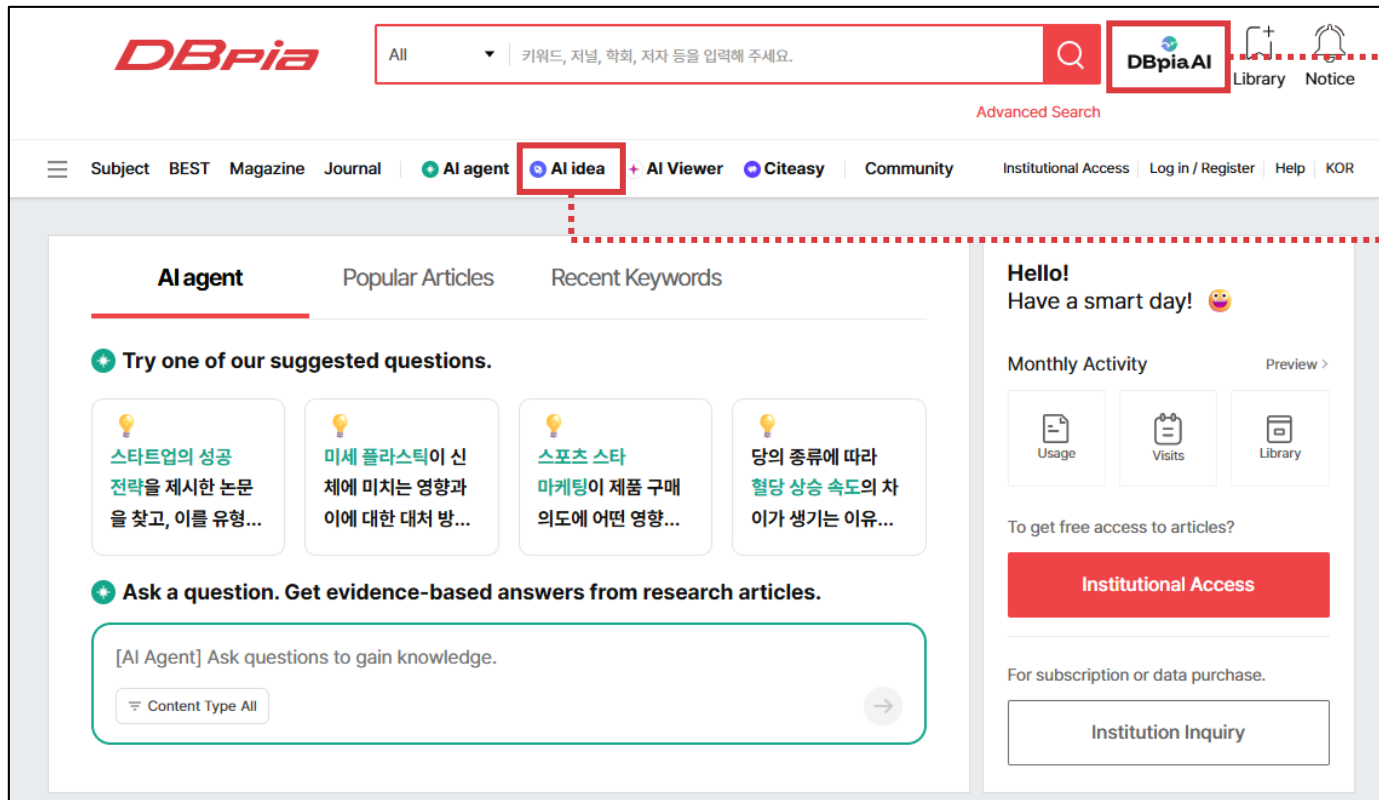 DBpia
All
키워드, 저널, 학회, 저자 등을 입력해 주세요.
DBpia AI
Library
Notice
Advanced Search
Subject BEST Magazine Journal AI agent AI idea AI Viewer Citeasy Community Institutional Access Log in / Register Help KOR
AI agent Popular Articles Recent Keywords
Try one of our suggested questions.
스타트업의 성공
전략을 제시한 논문
을 찾고, 이를 유형...
미세 플라스틱이 신
체에 미치는 영향과
이에 대한 대처 방...
스포츠 스타
마케팅이 제품 구매
의도에 어떤 영향...
당의 종류에 따라
혈당 상승 속도의 차
이가 생기는 이유...
Ask a question. Get evidence-based answers from research articles.
[AI Agent] Ask questions to gain knowledge.
Content Type All
Hello!
Have a smart day!
Monthly Activity Preview >
Usage Visits Library
To get free access to articles?
Institutional Access
For subscription or data purchase.
Institution Inquiry